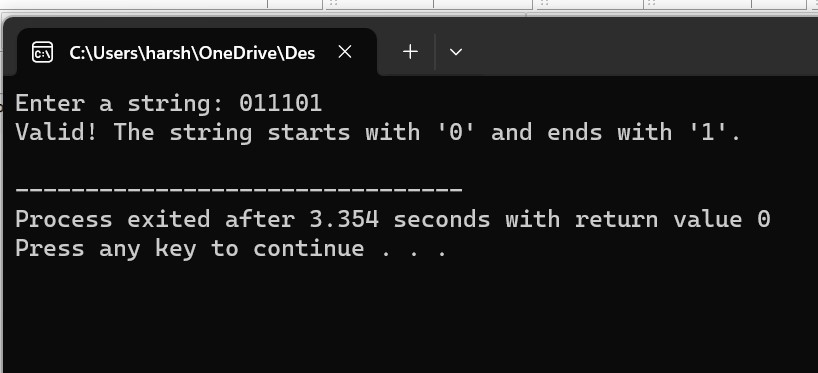 C:\Users\harsh\OneDrive\Des
Enter a string: 011101
Valid! The string starts with '0' and ends with '1'.
--------------------------------
Process exited after 3.354 seconds with return value 0
Press any key to continue . . .